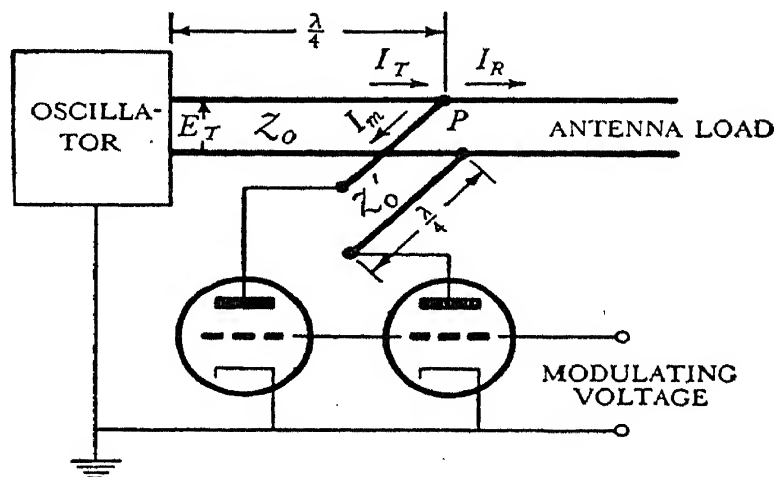 λ/4
I_T I_R
OSCILLA-
TOR
E_T
Z_o
I_m
P
ANTENNA LOAD
Z'_o
λ/4
MODULATING
VOLTAGE